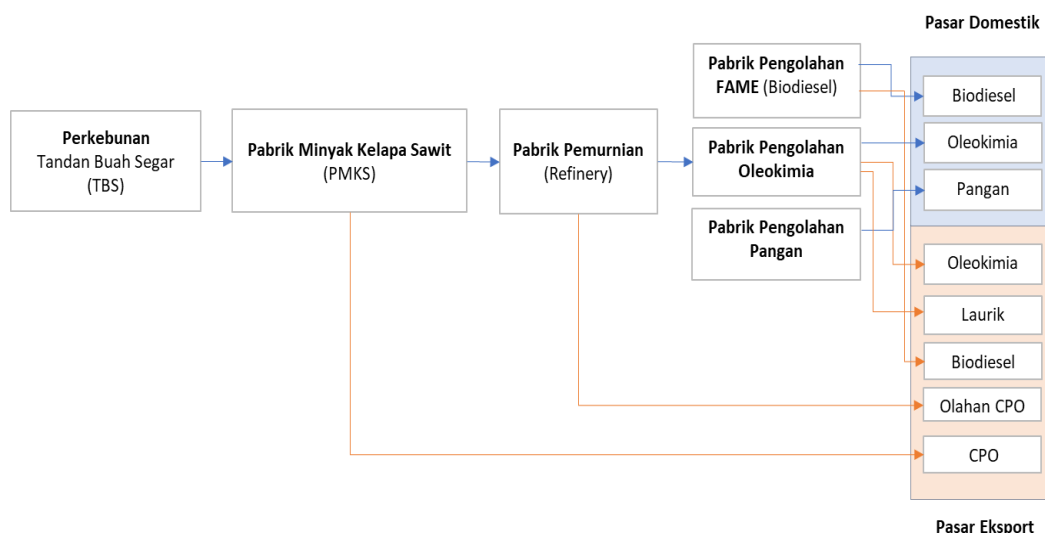 Pasar Domestik
Perkebunan
Tandan Buah Segar
(TBS)
Pabrik Minyak Kelapa Sawit
(PMKS)
Pabrik Pemurnian
(Refinery)
Pabrik Pengolahan
FAME (Biodiesel)
Pabrik Pengolahan
Oleokimia
Pabrik Pengolahan
Pangan
Biodiesel
Oleokimia
Pangan
Oleokimia
Laurik
Biodiesel
Olahan CPO
CPO
Pasar Eksport